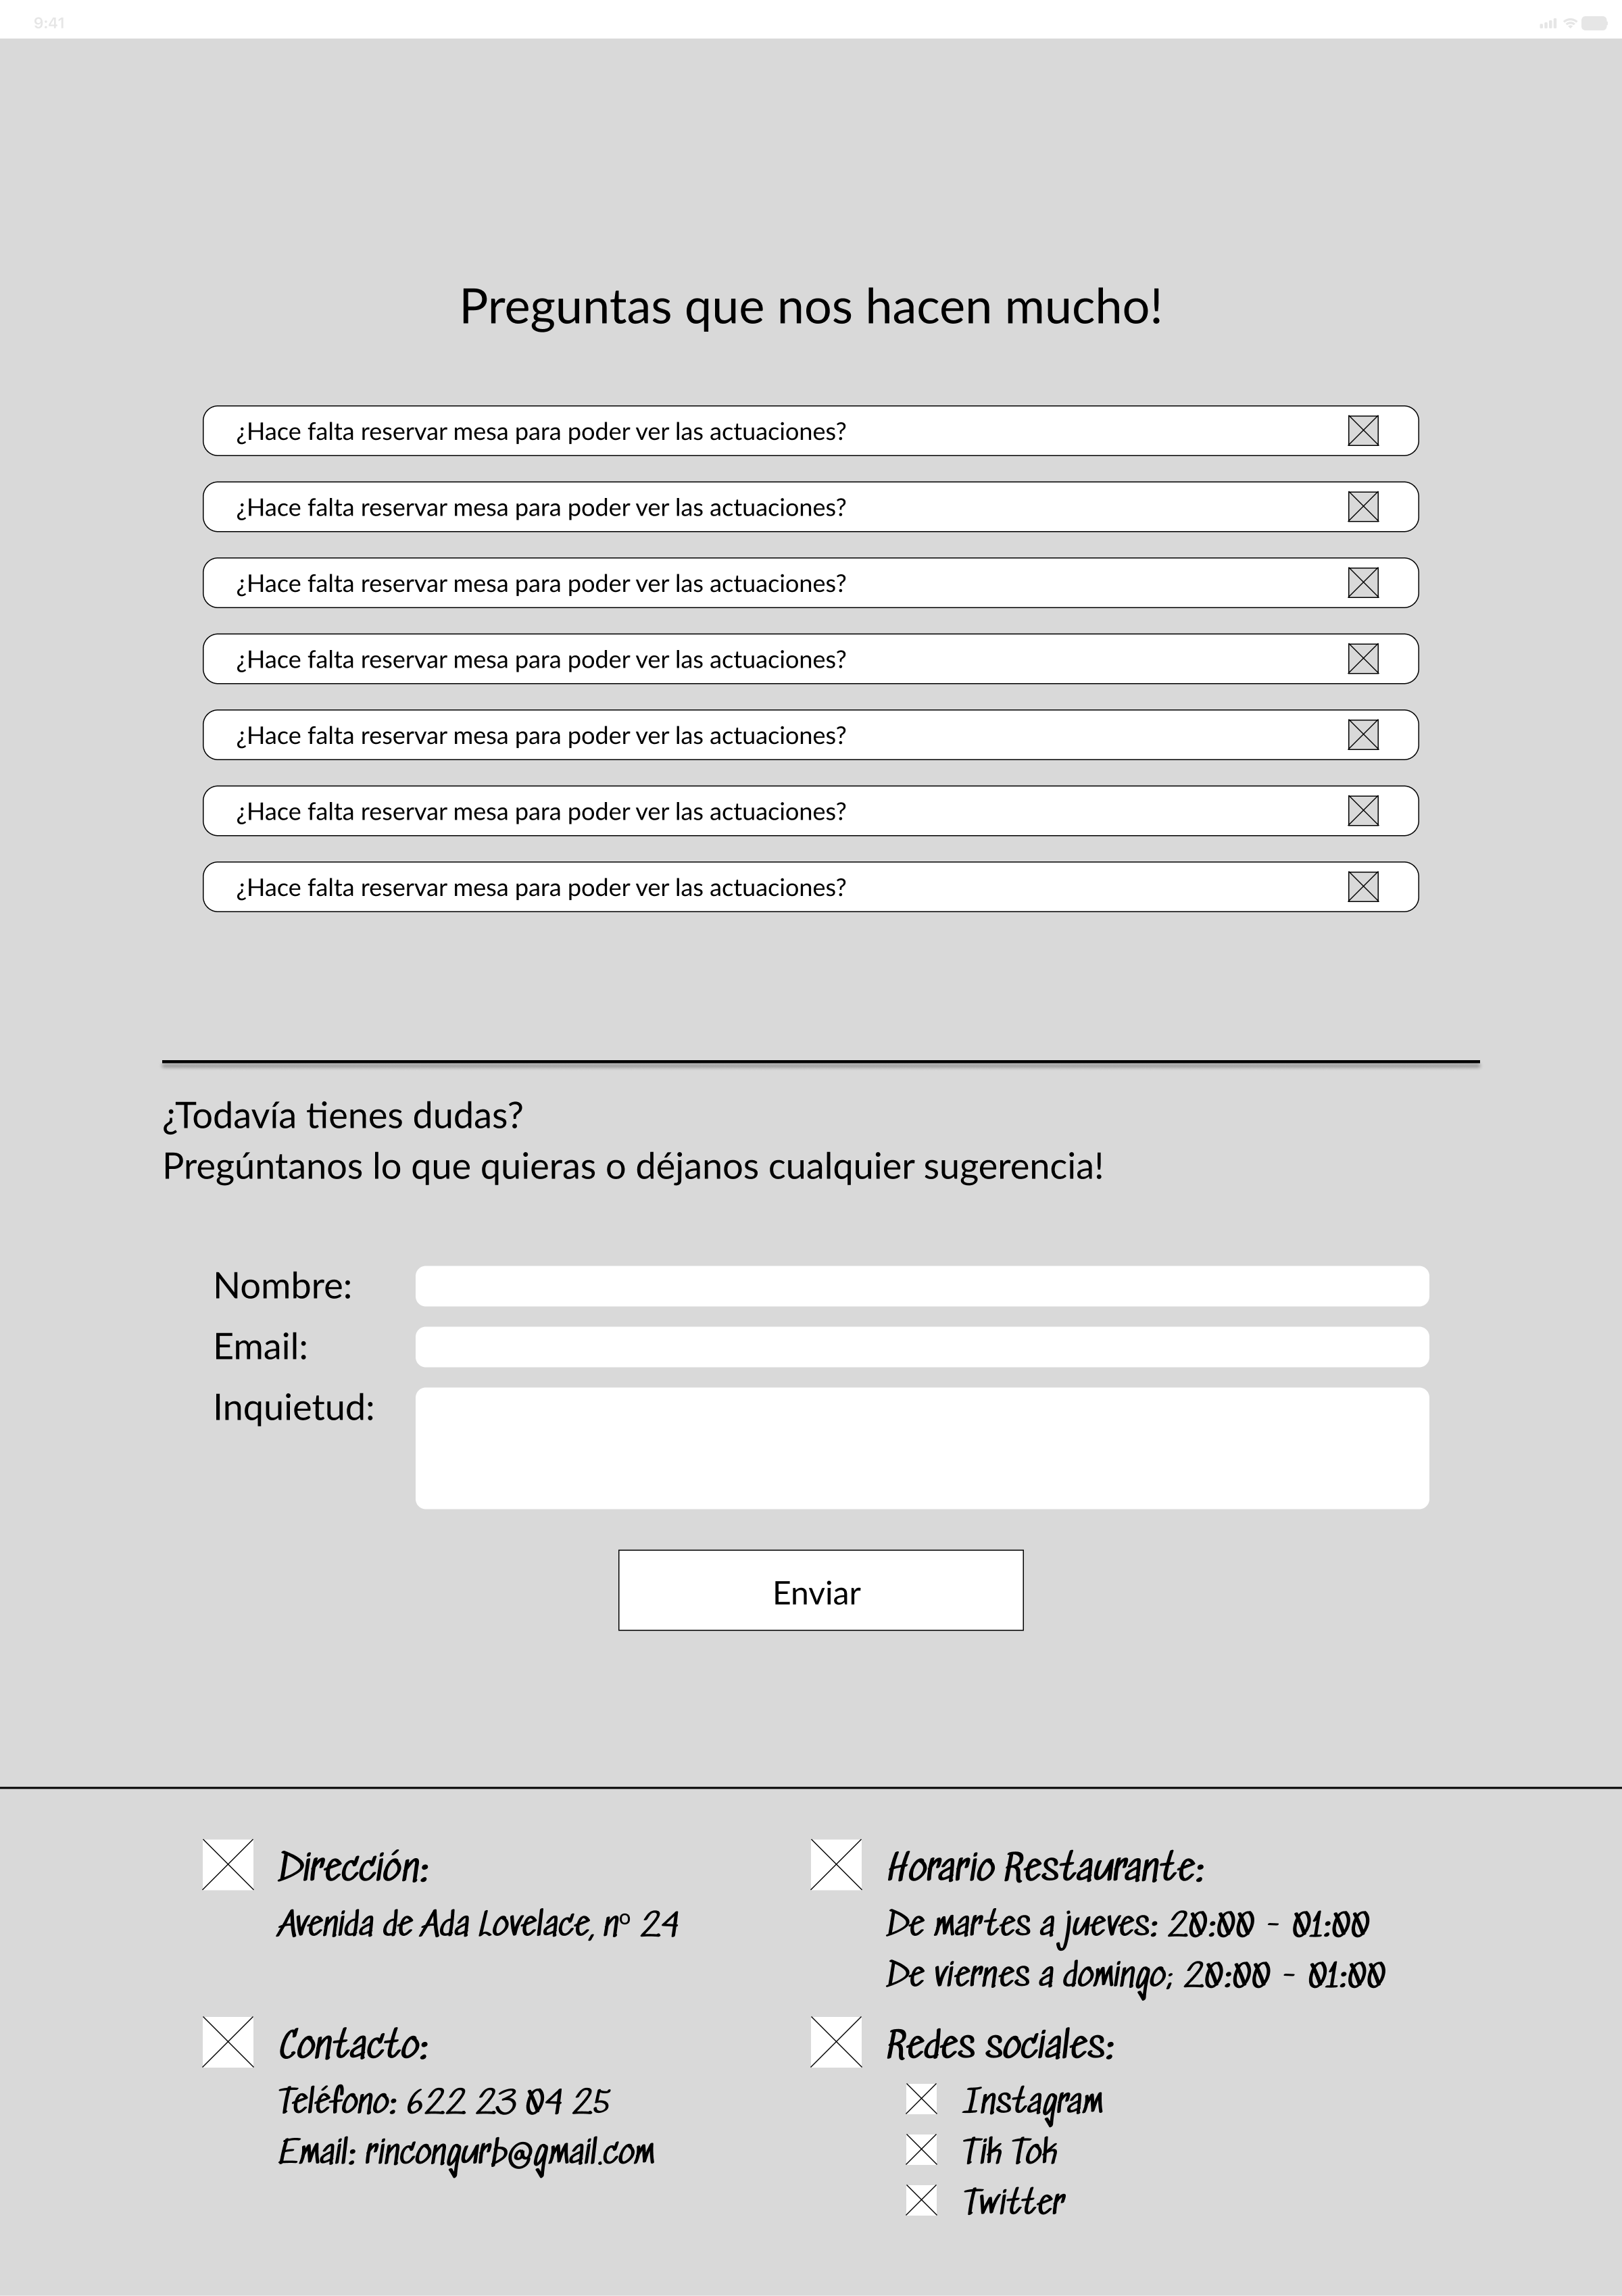 9:41
Preguntas que nos hacen mucho!
¿Hace falta reservar mesa para poder ver las actuaciones?
¿Hace falta reservar mesa para poder ver las actuaciones?
¿Hace falta reservar mesa para poder ver las actuaciones?
¿Hace falta reservar mesa para poder ver las actuaciones?
¿Hace falta reservar mesa para poder ver las actuaciones?
¿Hace falta reservar mesa para poder ver las actuaciones?
¿Hace falta reservar mesa para poder ver las actuaciones?
¿Todavía tienes dudas?
Pregúntanos lo que quieras o déjanos cualquier sugerencia!
Nombre:
Email:
Inquietud:
Enviar
Dirección:
Avenida de Ada Lovelace, nº 24
Horario Restaurante:
De martes a jueves: 20:00 - 01:00
De viernes a domingo; 20:00 - 01:00
Contacto:
Teléfono: 622 23 04 25
Email: rincongurb@gmail.com
Redes sociales:
Instagram
Tik Tok
Twitter